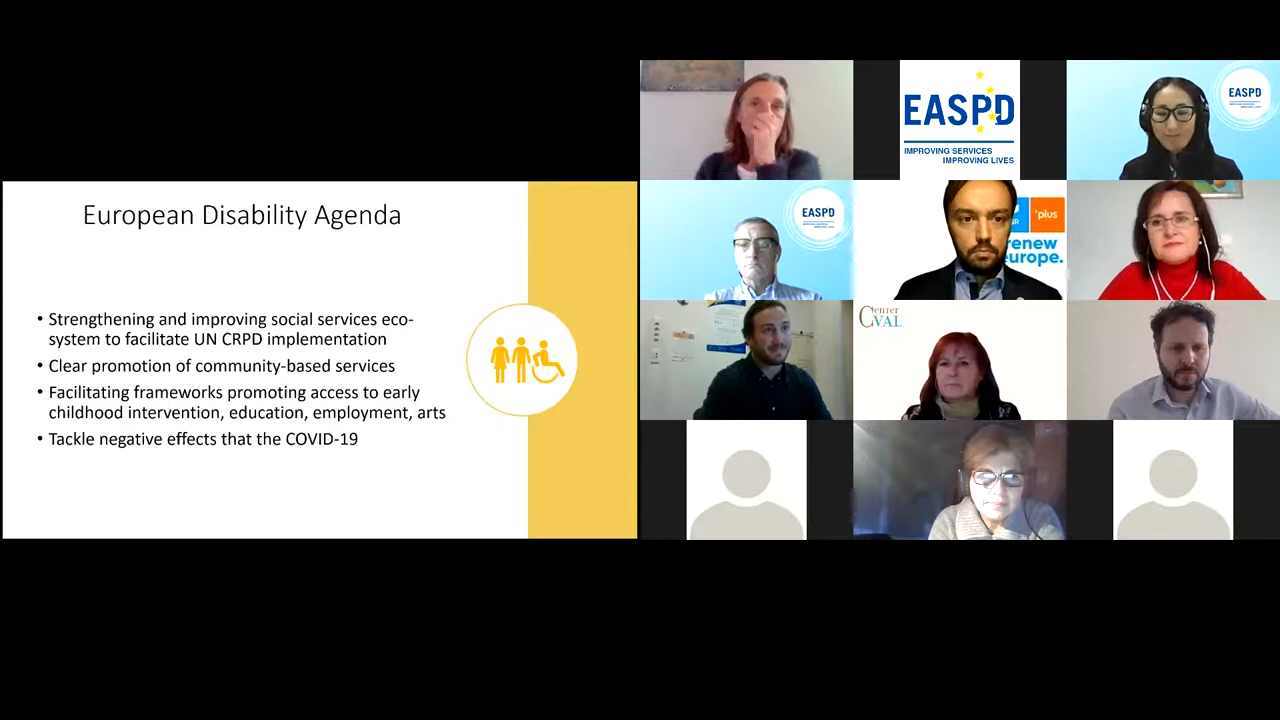 European Disability Agenda
• Strengthening and improving social services eco-
system to facilitate UN CRPD implementation
• Clear promotion of community-based services
• Facilitating frameworks promoting access to early
childhood intervention, education, employment, arts
• Tackle negative effects that the COVID-19
EASPD
IMPROVING SERVICES
IMPROVING LIVES
EASPD
EASPD
+plus
renew
europe.
Center
CVAL